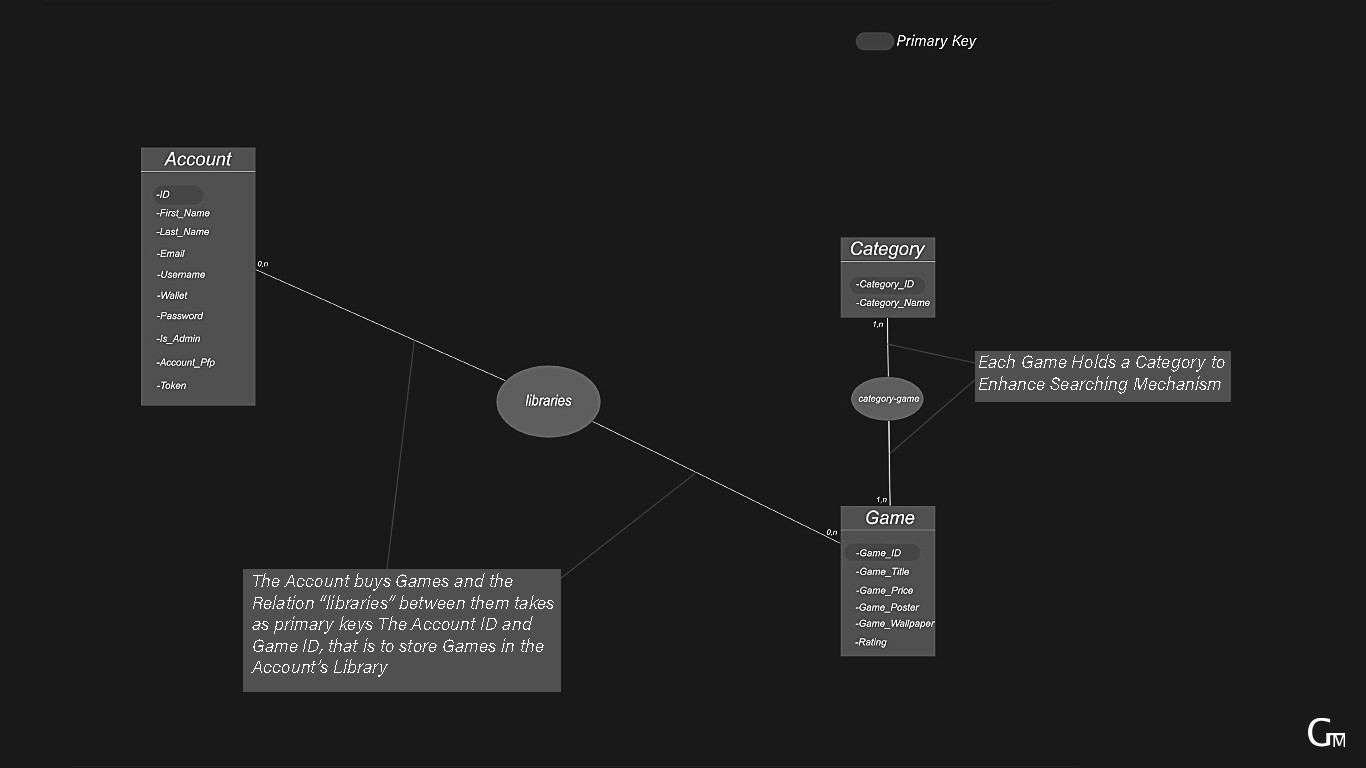 Primary Key
Account
-ID
-First_Name
-Last_Name
-Email
-Username
-Wallet
-Password
-Is_Admin
-Account_Pfp
-Token
0,n
libraries
Category
-Category_ID
-Category_Name
1,n
Each Game Holds a Category to
Enhance Searching Mechanism
category-game
1,n
0,n
Game
-Game_ID
-Game_Title
-Game_Price
-Game_Poster
-Game_Wallpaper
-Rating
The Account buys Games and the
Relation “libraries” between them takes
as primary keys The Account ID and
Game ID, that is to store Games in the
Account's Library
GM